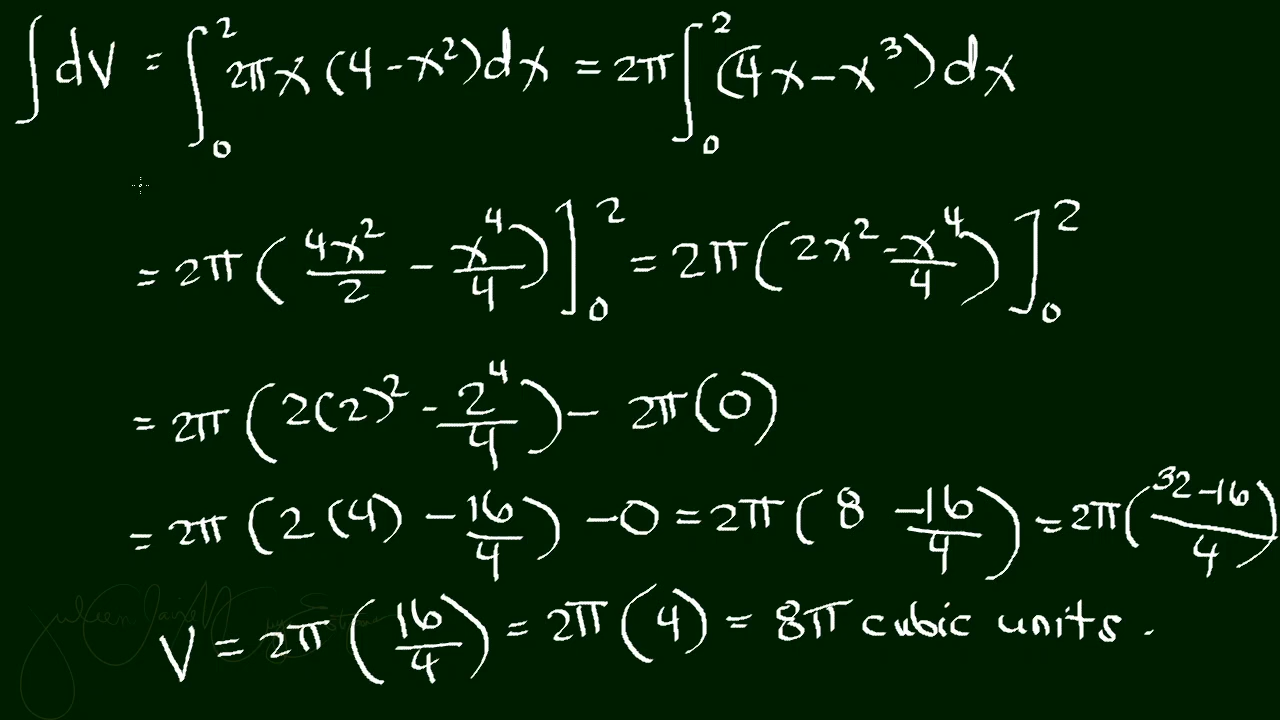 ∫dV = ∫₀² 2πx(4-x²)dx = 2π∫₀²(4x-x³)dx
= 2π(4x²/2 - x⁴/4)]₀² = 2π(2x²-x⁴/4)]₀²
= 2π(2(2)²-2⁴/4) - 2π(0)
= 2π(2(4)-16/4)-0 = 2π(8-16/4) = 2π(32-16/4)
V = 2π(16/4) = 2π(4) = 8π cubic units.